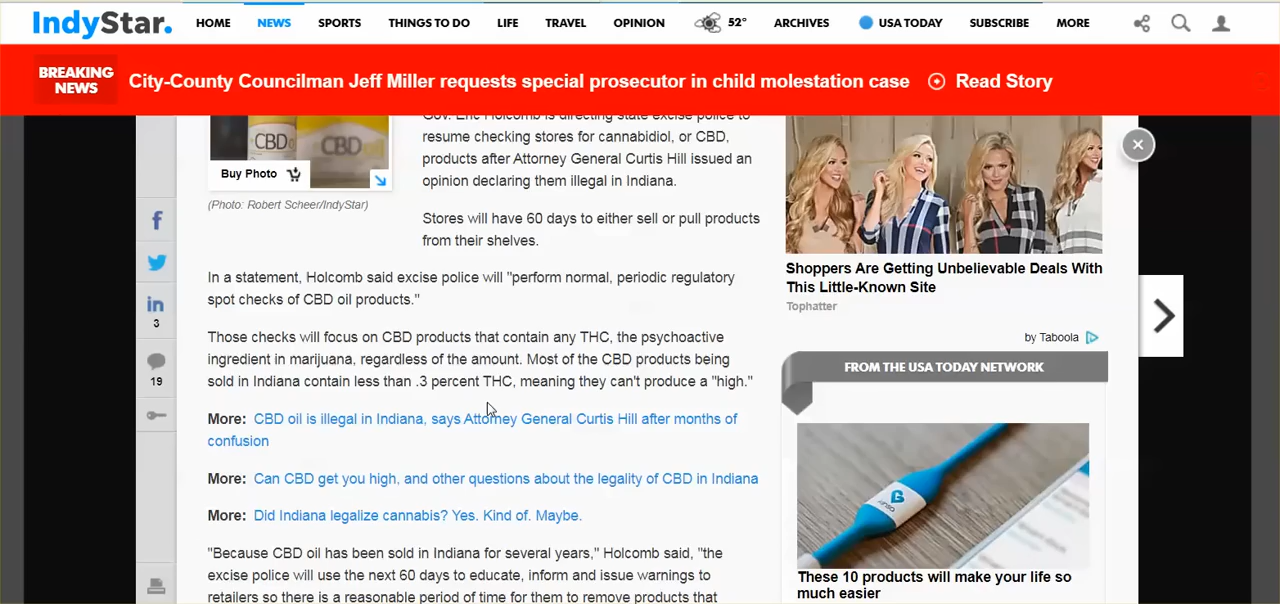 IndyStar.
HOME NEWS SPORTS THINGS TO DO LIFE TRAVEL OPINION 52° ARCHIVES USA TODAY SUBSCRIBE MORE
BREAKING
NEWS
City-County Councilman Jeff Miller requests special prosecutor in child molestation case Read Story
CBD CBD
Buy Photo
(Photo: Robert Scheer/IndyStar)
Gov. Eric Holcomb is directing state excise police to
resume checking stores for cannabidiol, or CBD,
products after Attorney General Curtis Hill issued an
opinion declaring them illegal in Indiana.
Stores will have 60 days to either sell or pull products
from their shelves.
In a statement, Holcomb said excise police will "perform normal, periodic regulatory
spot checks of CBD oil products."
Those checks will focus on CBD products that contain any THC, the psychoactive
ingredient in marijuana, regardless of the amount. Most of the CBD products being
sold in Indiana contain less than .3 percent THC, meaning they can't produce a "high."
More: CBD oil is illegal in Indiana, says Attorney General Curtis Hill after months of
confusion
More: Can CBD get you high, and other questions about the legality of CBD in Indiana
More: Did Indiana legalize cannabis? Yes. Kind of. Maybe.
"Because CBD oil has been sold in Indiana for several years," Holcomb said, "the
excise police will use the next 60 days to educate, inform and issue warnings to
retailers so there is a reasonable period of time for them to remove products that
3
19
Shoppers Are Getting Unbelievable Deals With
This Little-Known Site
Tophatter
by Taboola
FROM THE USA TODAY NETWORK
These 10 products will make your life so
much easier